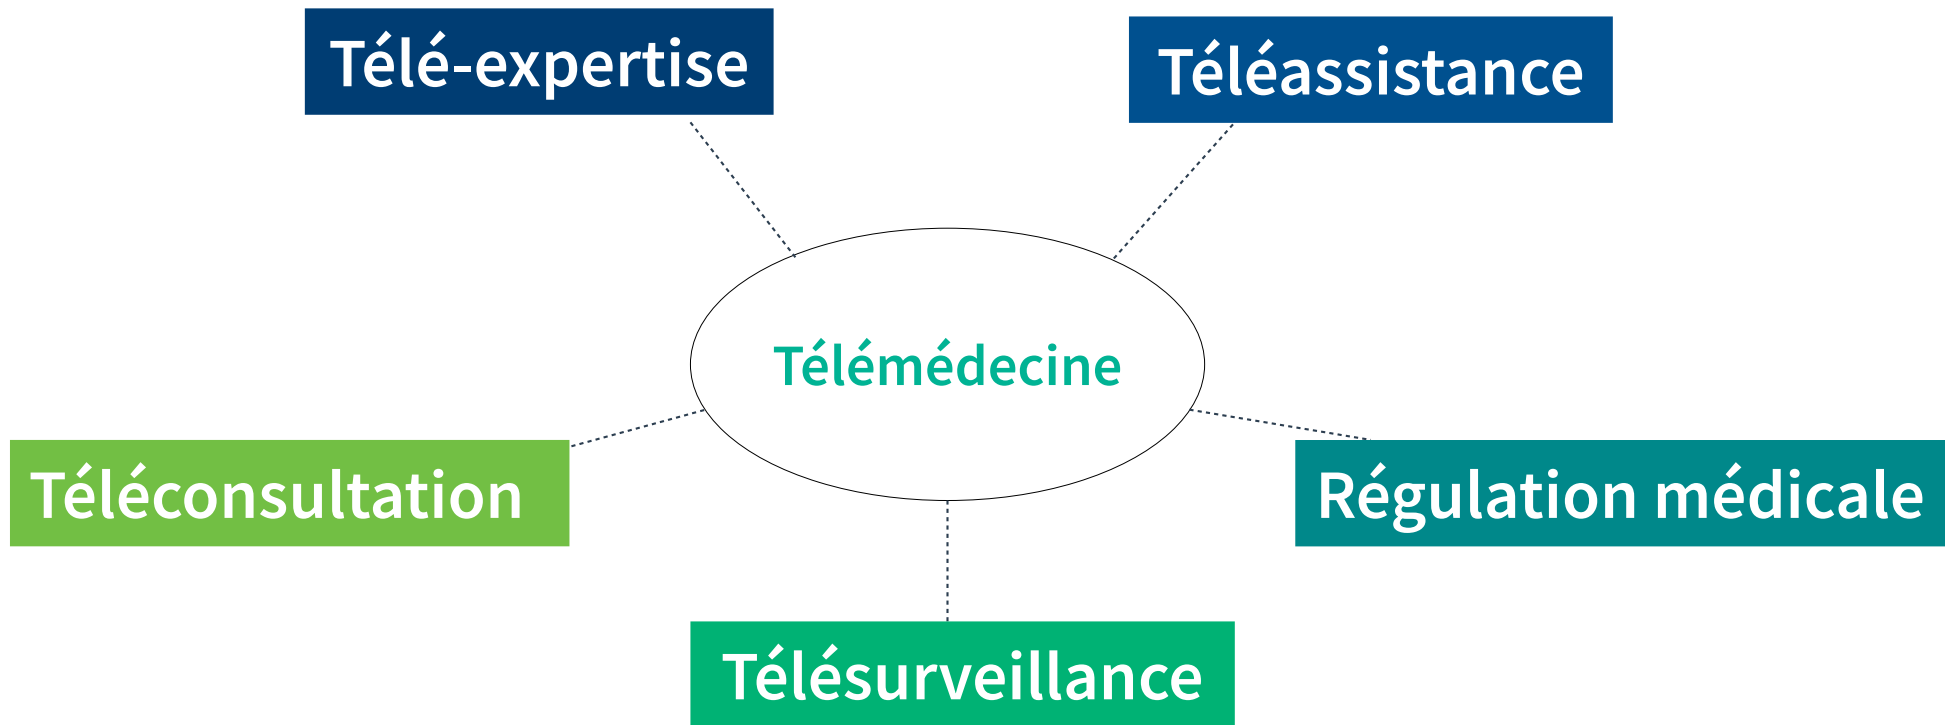 Télé-expertise
Téléassistance
Télémédecine
Téléconsultation
Régulation médicale
Télésurveillance